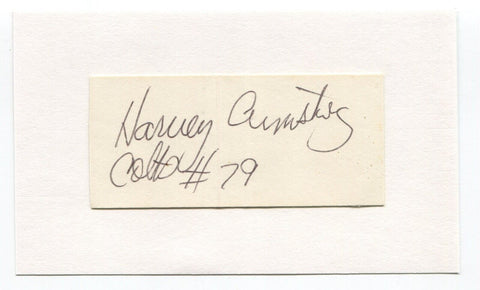 Harvey Armstrong
Colts #79